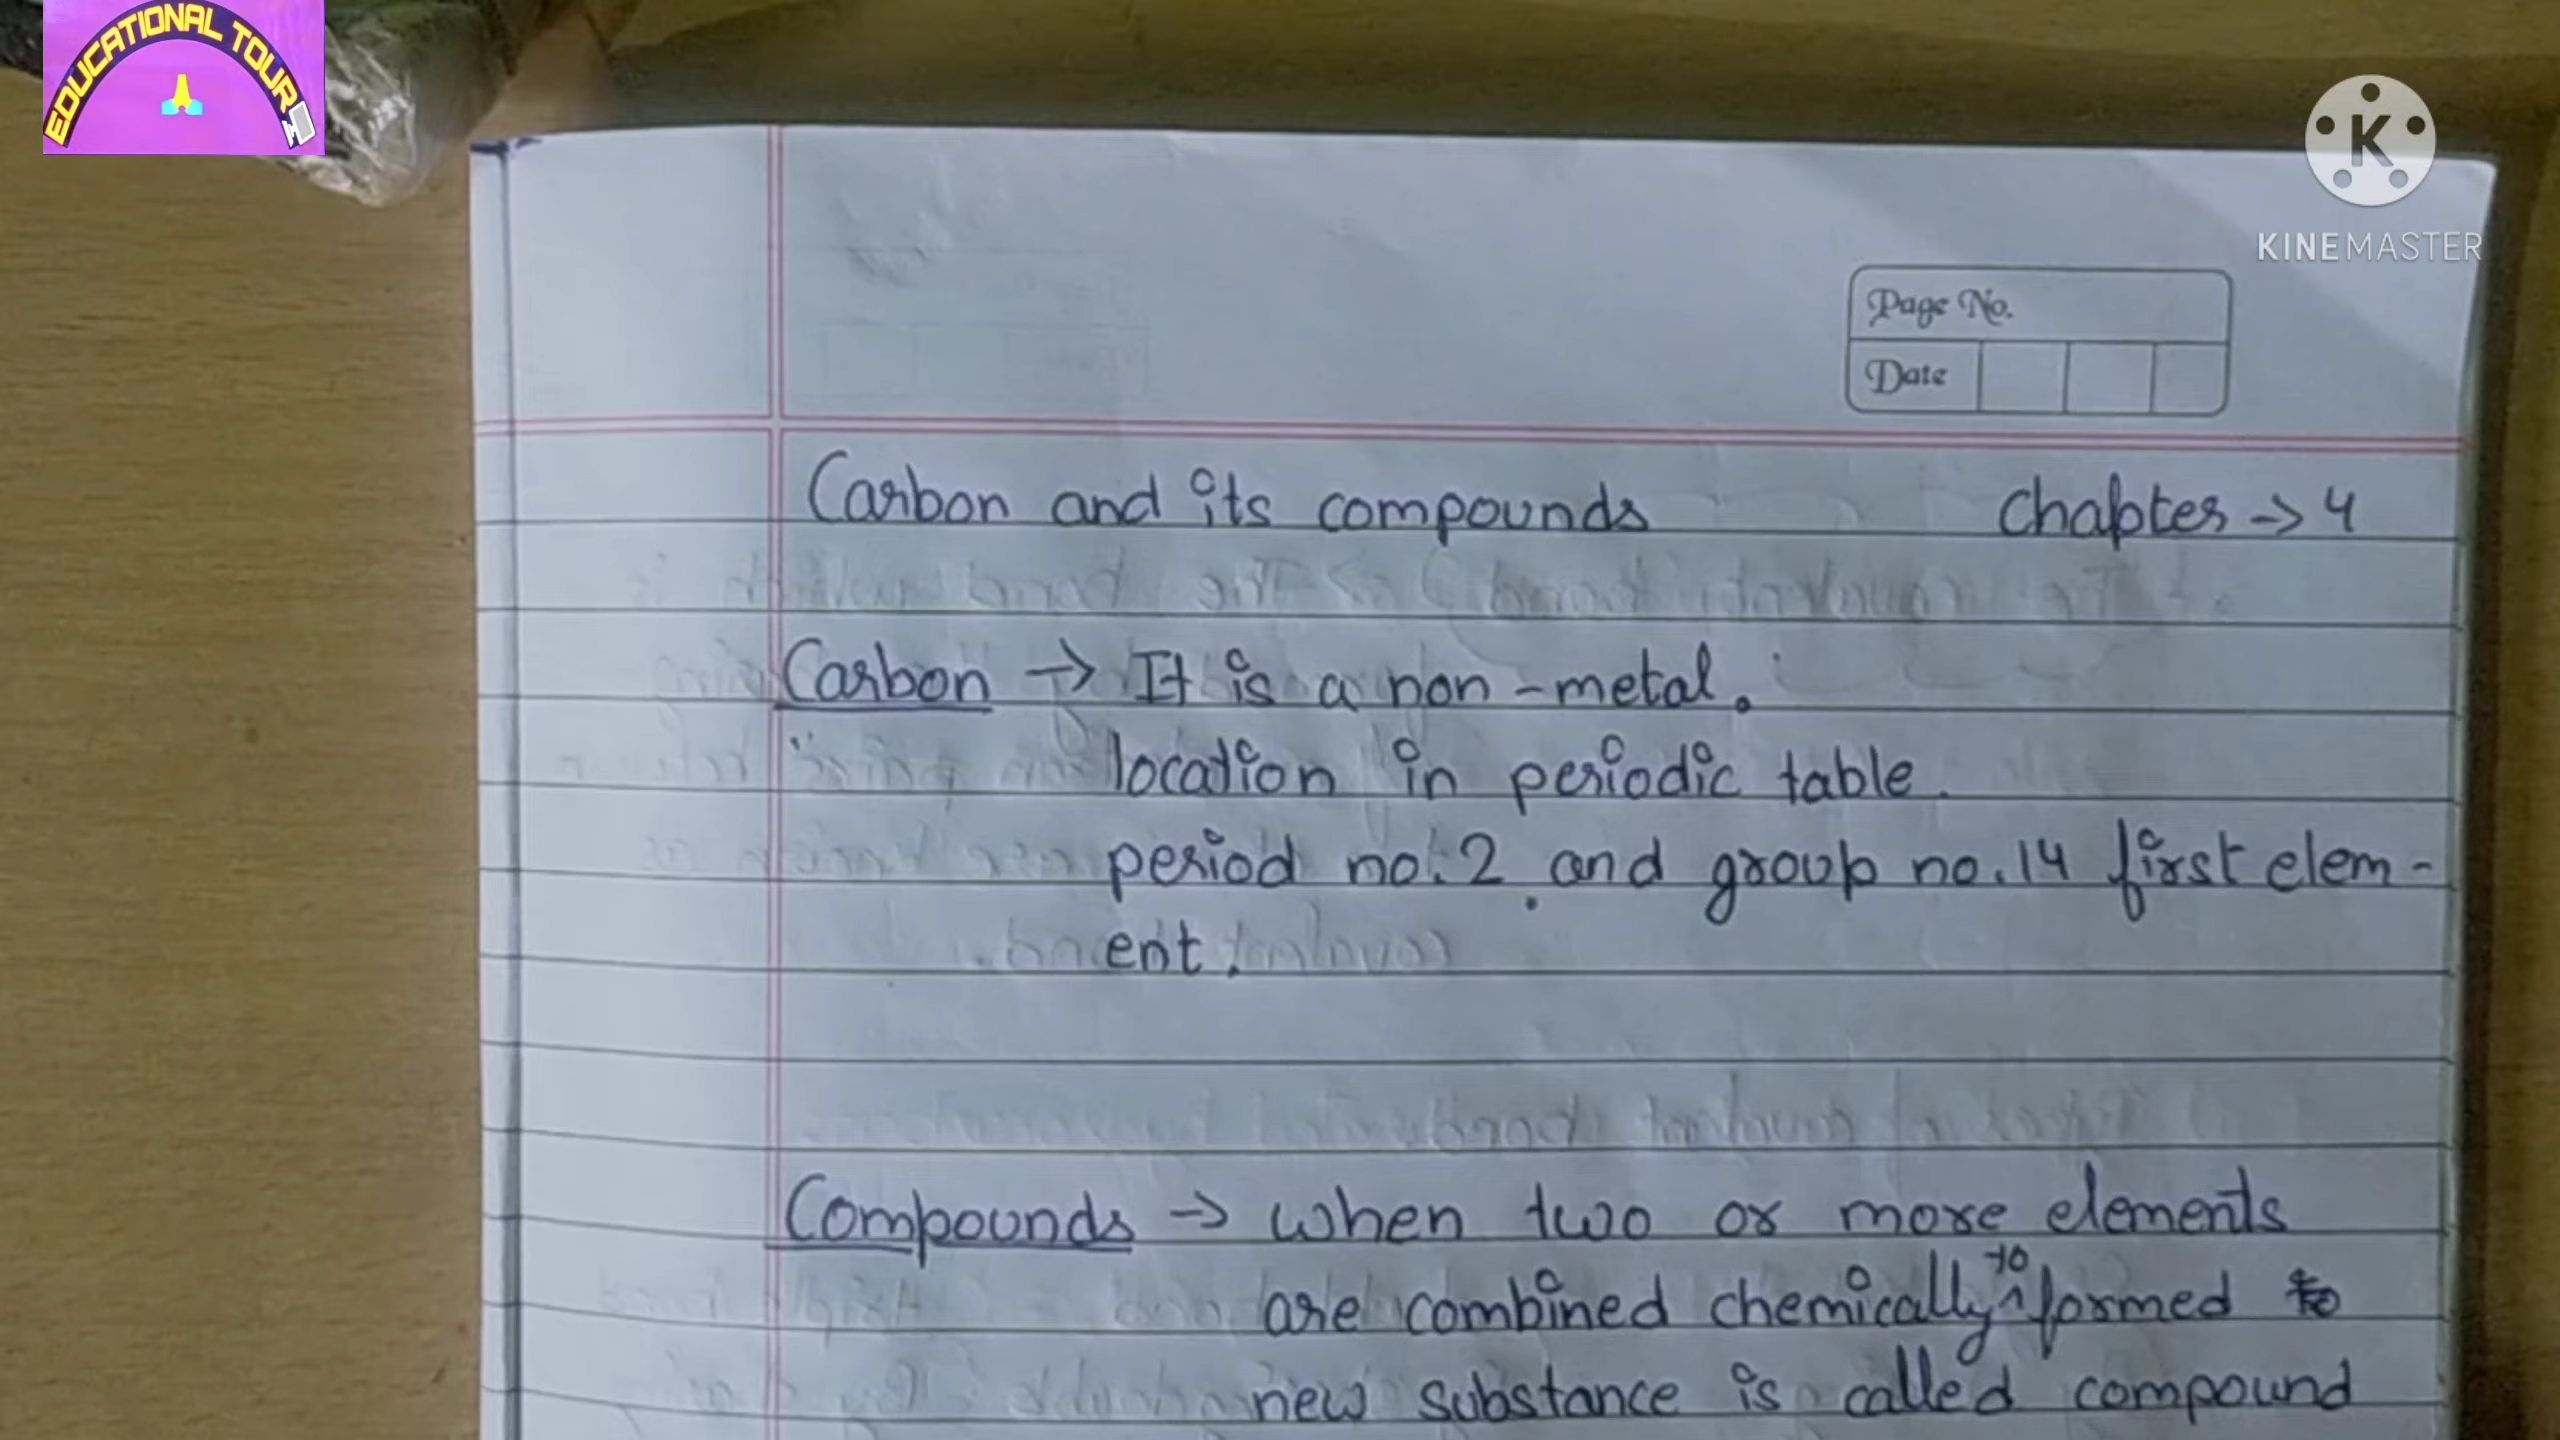 EDUCATIONAL TOUR
K
KINEMASTER
Page No.
Date
Carbon and its compounds chapter → 4
Carbon → It is a non-metal.
location in periodic table.
period no. 2 and group no. 14 first elem-
ent.
Compounds → when two or more elements
are combined chemically to formed to
new substance is called compound